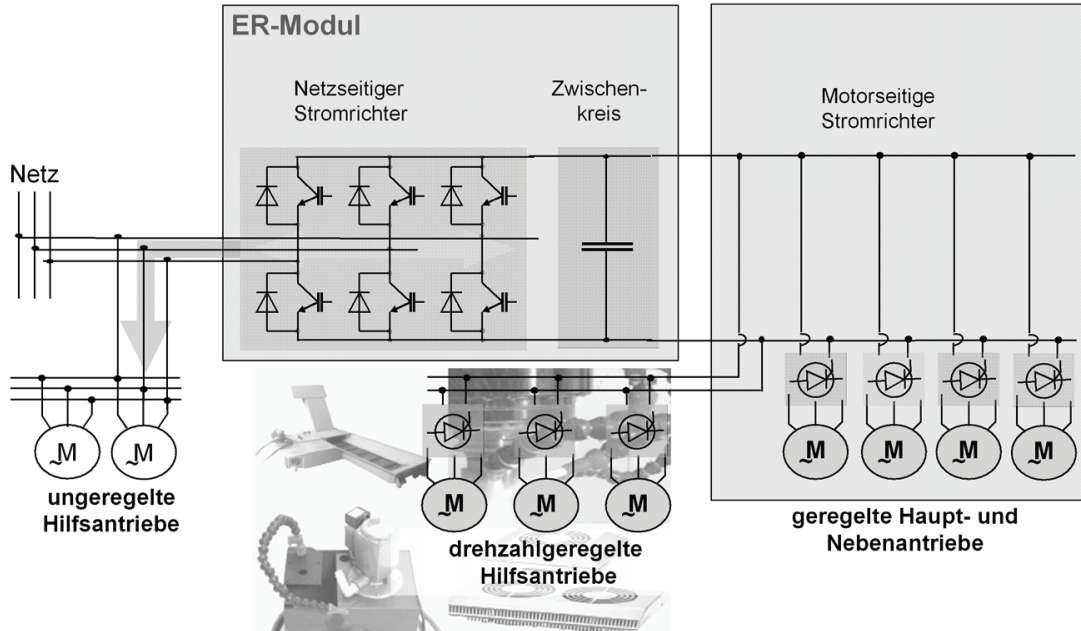 ER-Modul
Netzseitiger
Stromrichter
Zwischen-
kreis
Motorseitige
Stromrichter
Netz
M
~
M
~
ungeregelte
Hilfsantriebe
M
~
M
~
M
~
drehzahlgeregelte
Hilfsantriebe
M
~
M
~
M
~
M
~
geregelte Haupt- und
Nebenantriebe